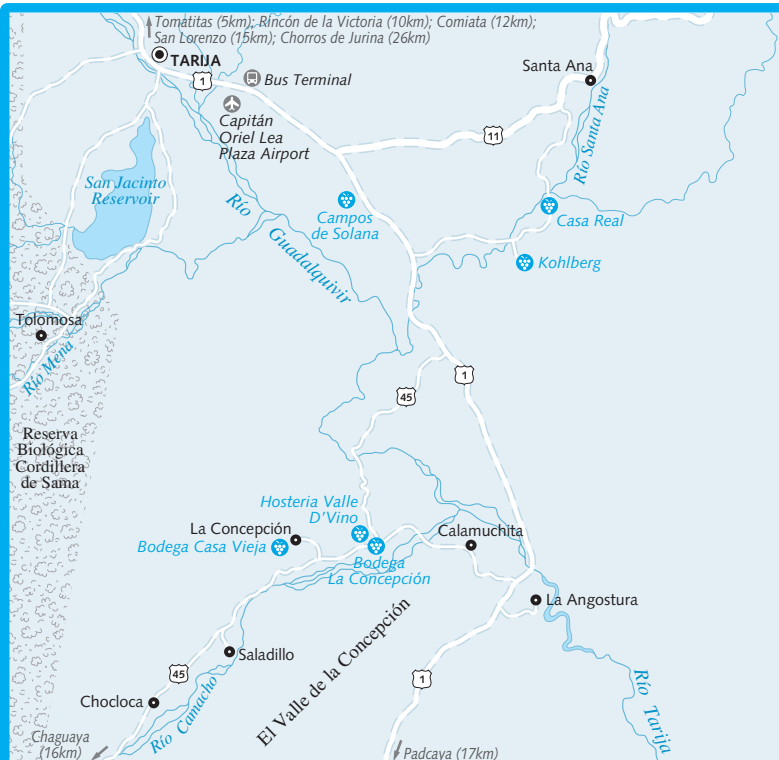 Tomatitas (5km); Rincón de la Victoria (10km); Comiata (12km);
San Lorenzo (15km); Chorros de Jurina (26km)
TARIJA
1
Bus Terminal
Santa Ana
Capitán
Oriel Lea
Plaza Airport
11
Río Santa Ana
San Jacinto
Reservoir
Río
Guadalquivir
Campos
de Solana
Casa Real
Kohlberg
Tolomosa
Río Mena
45
1
Reserva
Biológica
Cordillera
de Sama
Hosteria Valle
D'Vino
La Concepción
Bodega Casa Vieja
Calamuchita
Bodega
La Concepción
La Angostura
El Valle de la Concepción
Saladillo
45
1
Río
Tarija
Chocloca
Río Camacho
Chaguaya
(16km)
Padcaya (17km)